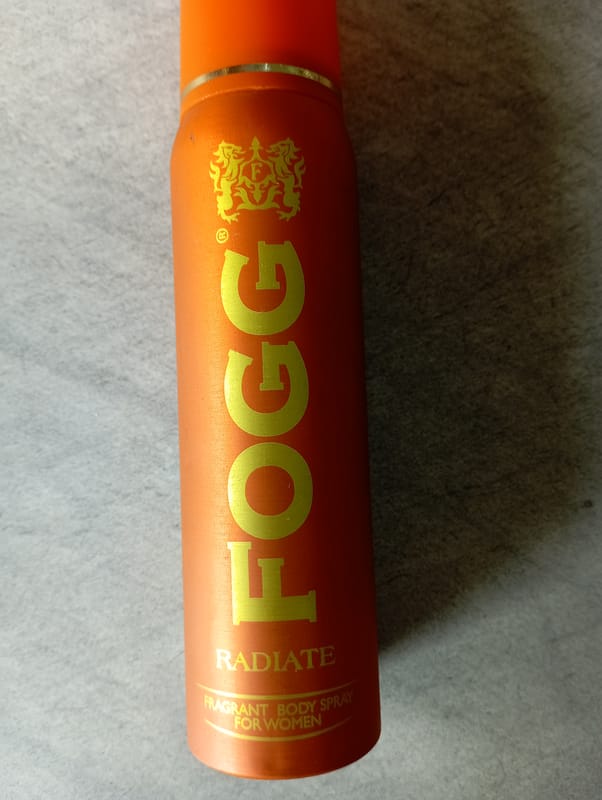 F
FOGG®
RADIATE
FRAGRANT BODY SPRAY
FOR WOMEN